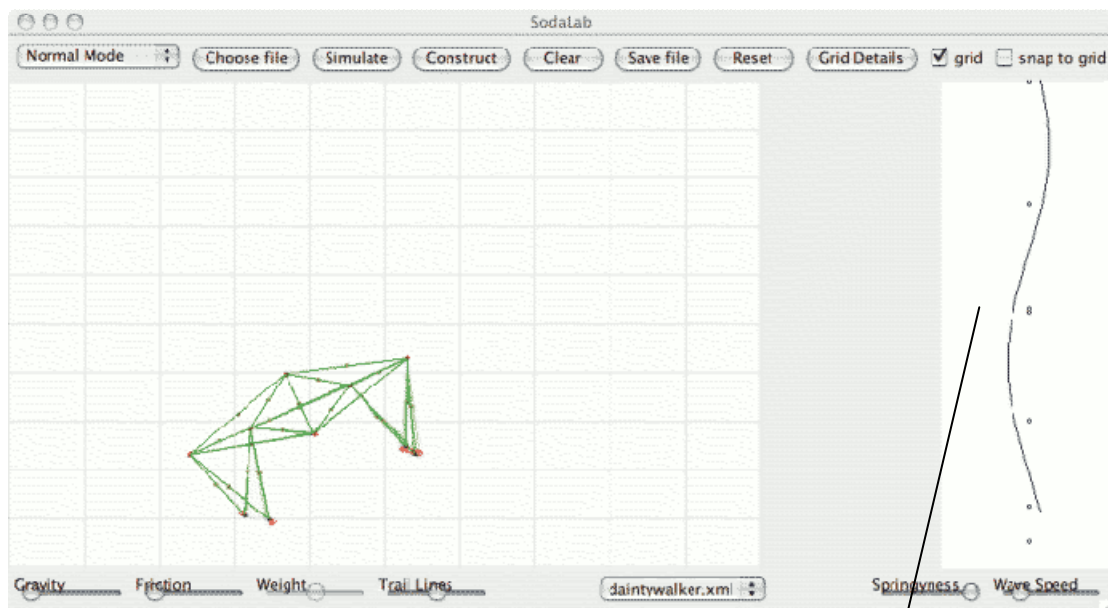 SodaLab
Normal Mode Choose file Simulate Construct Clear Save file Reset Grid Details grid snap to grid
Gravity Friction Weight Trail Lines daintywalker.xml Springyness Wave Speed